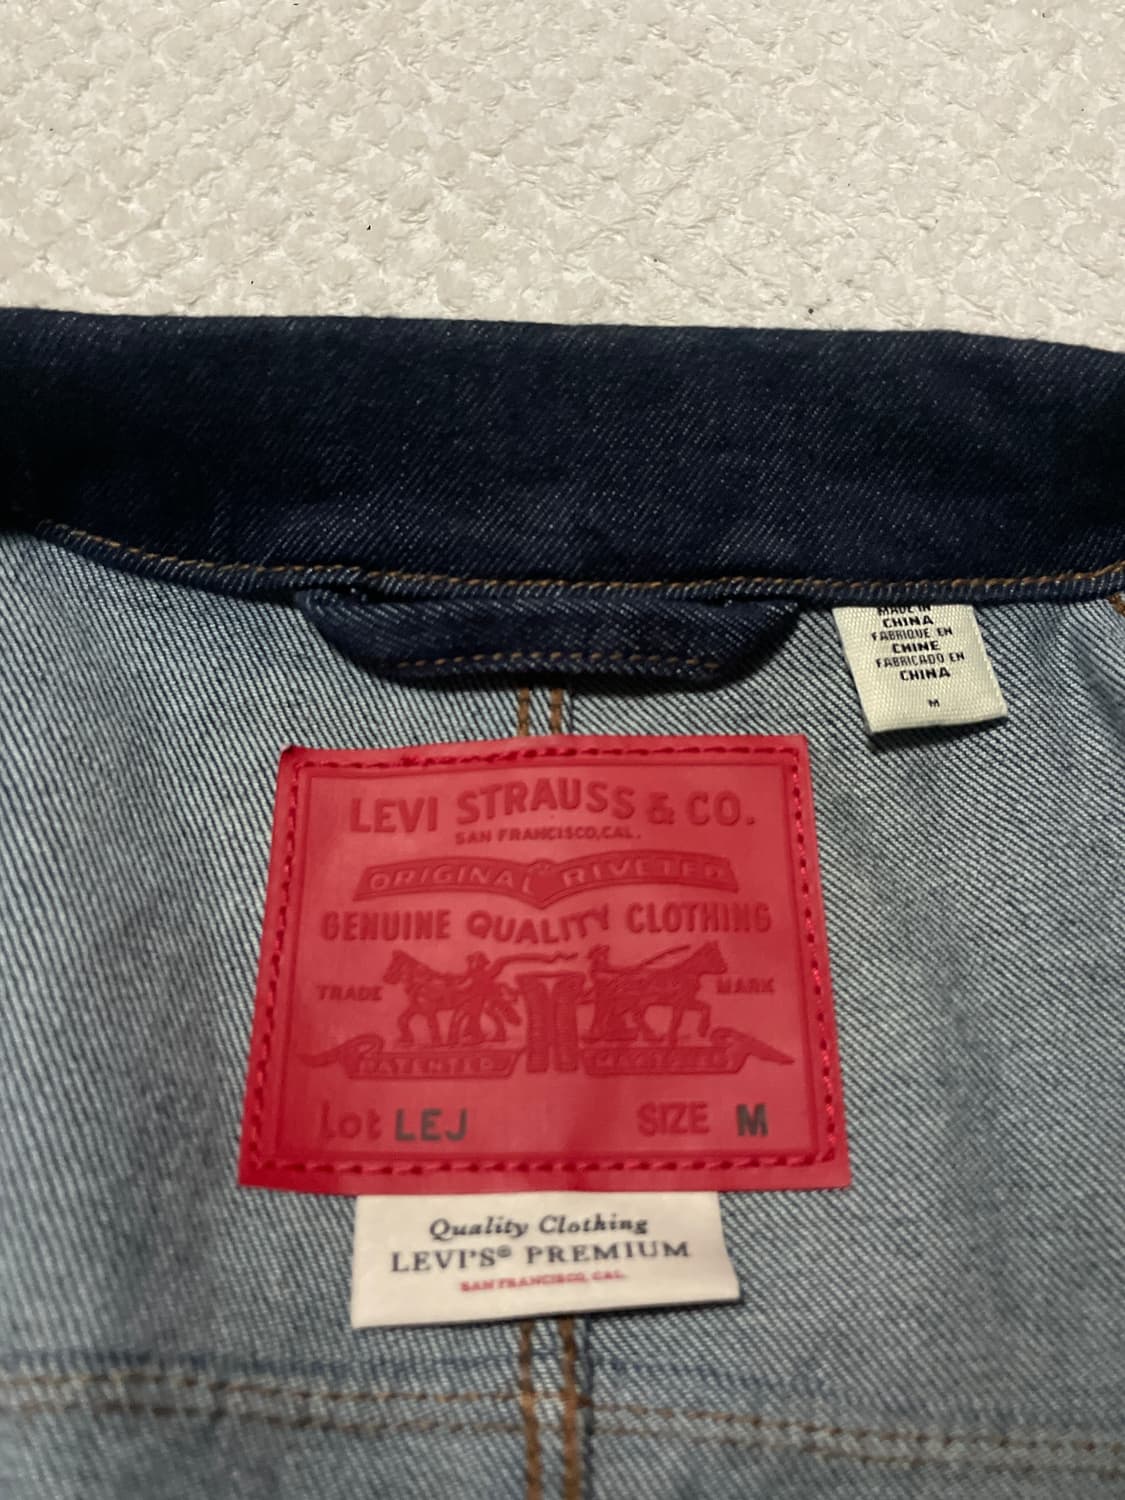 MADE IN
CHINA
FABRIQUE EN
CHINE
FABRICADO EN
CHINA
M
LEVI STRAUSS & CO.
SAN FRANCISCO, CAL.
ORIGINAL RIVETED
GENUINE QUALITY CLOTHING
TRADE MARK
PATENTED
Lot LEJ SIZE M
Quality Clothing
LEVI'S® PREMIUM
SAN FRANCISCO, CAL.